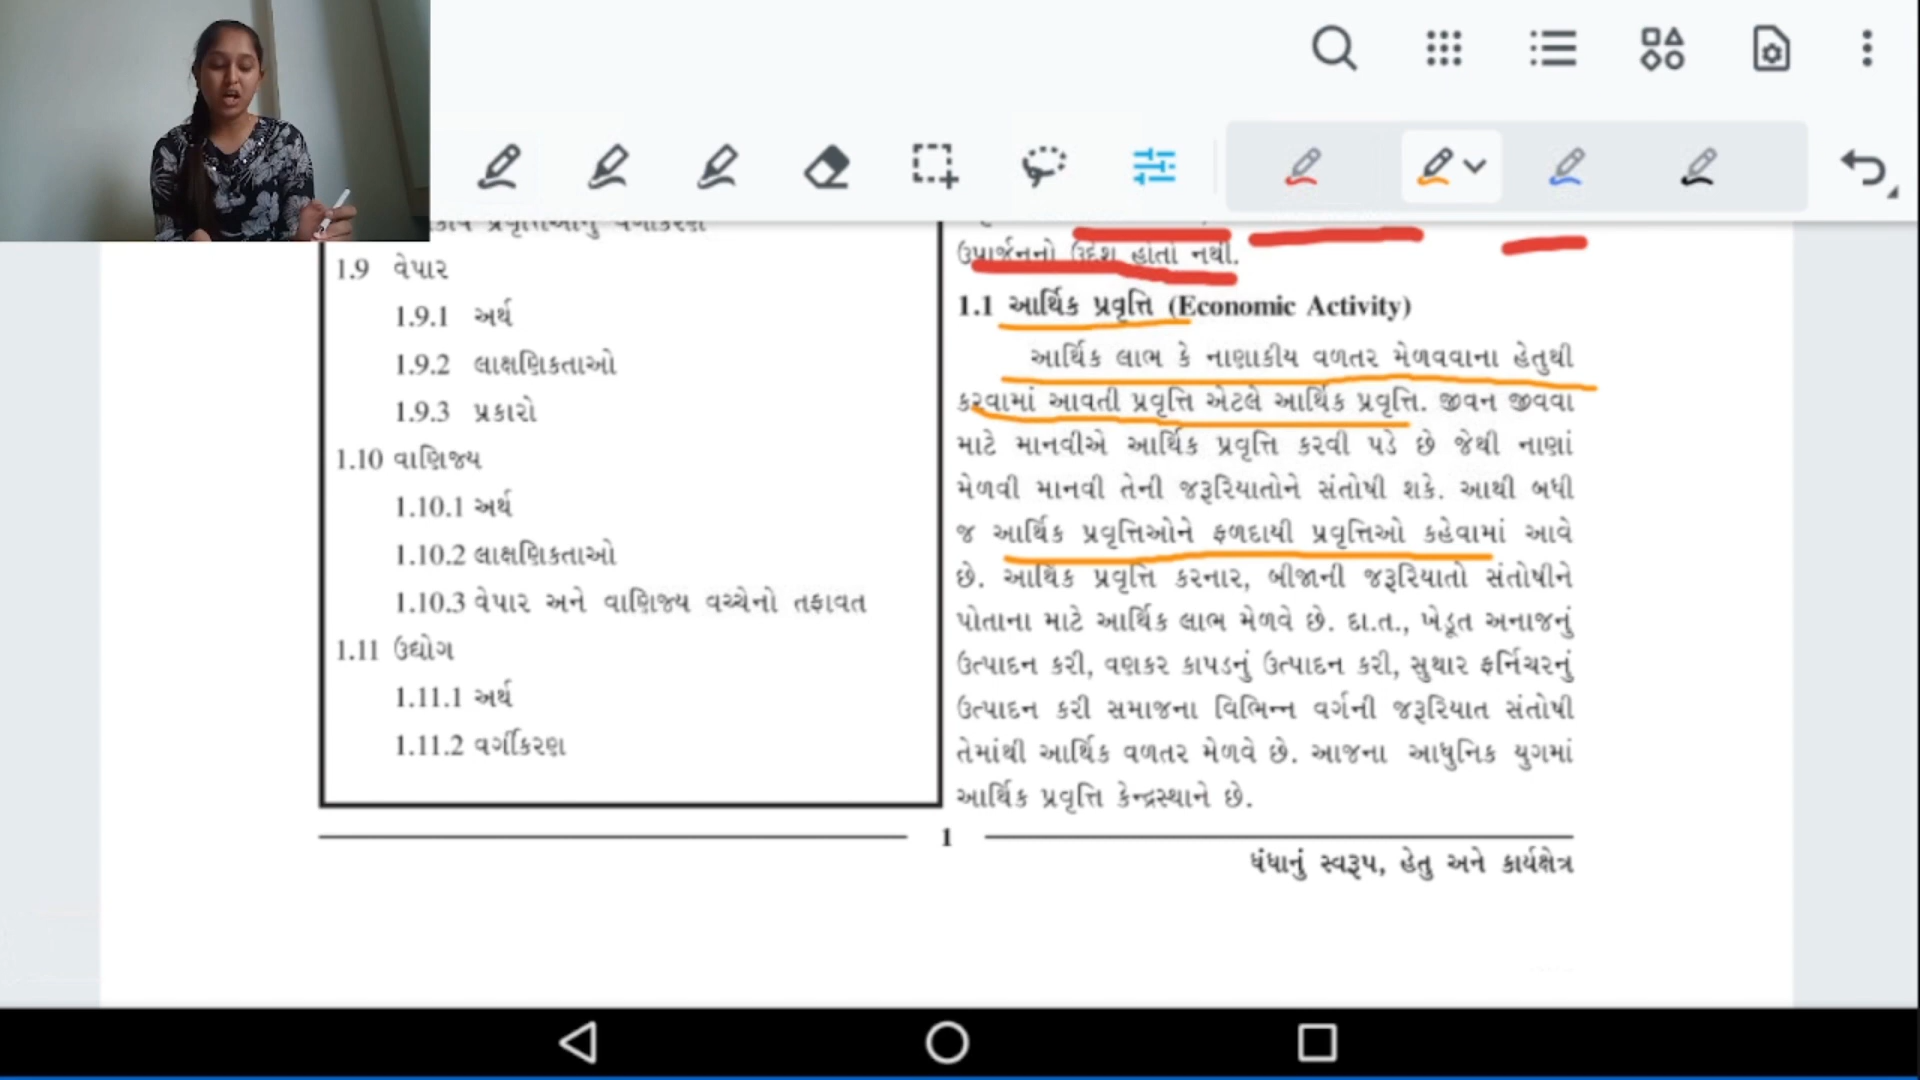 પ્રવૃત્તિઓનું વર્ગીકરણ
1.9 વેપાર
1.9.1 અર્થ
1.9.2 લાક્ષણિકતાઓ
1.9.3 પ્રકારો
1.10 વાણિજ્ય
1.10.1 અર્થ
1.10.2 લાક્ષણિકતાઓ
1.10.3 વેપાર અને વાણિજ્ય વચ્ચેનો તફાવત
1.11 ઉદ્યોગ
1.11.1 અર્થ
1.11.2 વર્ગીકરણ
ઉપાર્જનનો ઉદ્દેશ હોતો નથી.
1.1 આર્થિક પ્રવૃત્તિ (Economic Activity)
આર્થિક લાભ કે નાણાકીય વળતર મેળવવાના હેતુથી
કરવામાં આવતી પ્રવૃત્તિ એટલે આર્થિક પ્રવૃત્તિ. જીવન જીવવા
માટે માનવીએ આર્થિક પ્રવૃત્તિ કરવી પડે છે જેથી નાણાં
મેળવી માનવી તેની જરૂરિયાતોને સંતોષી શકે. આથી બધી
જ આર્થિક પ્રવૃત્તિઓને ફળદાયી પ્રવૃત્તિઓ કહેવામાં આવે
છે. આર્થિક પ્રવૃત્તિ કરનાર, બીજાની જરૂરિયાતો સંતોષીને
પોતાના માટે આર્થિક લાભ મેળવે છે. દા.ત., ખેડૂત અનાજનું
ઉત્પાદન કરી, વણકર કાપડનું ઉત્પાદન કરી, સુથાર ફર્નિચરનું
ઉત્પાદન કરી સમાજના વિભિન્ન વર્ગની જરૂરિયાત સંતોષી
તેમાંથી આર્થિક વળતર મેળવે છે. આજના આધુનિક યુગમાં
આર્થિક પ્રવૃત્તિ કેન્દ્રસ્થાને છે.
1
ધંધાનું સ્વરૂપ, હેતુ અને કાર્યક્ષેત્ર